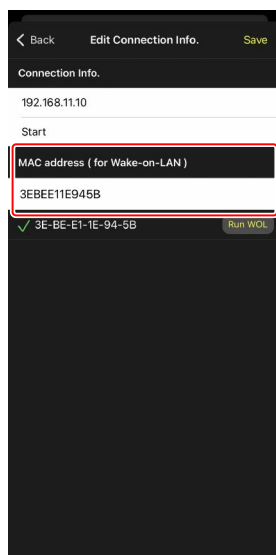 Back Edit Connection Info. Save
Connection Info.
192.168.11.10
Start
MAC address ( for Wake-on-LAN )
3EBEE11E945B
3E-BE-E1-1E-94-5B Run WOL